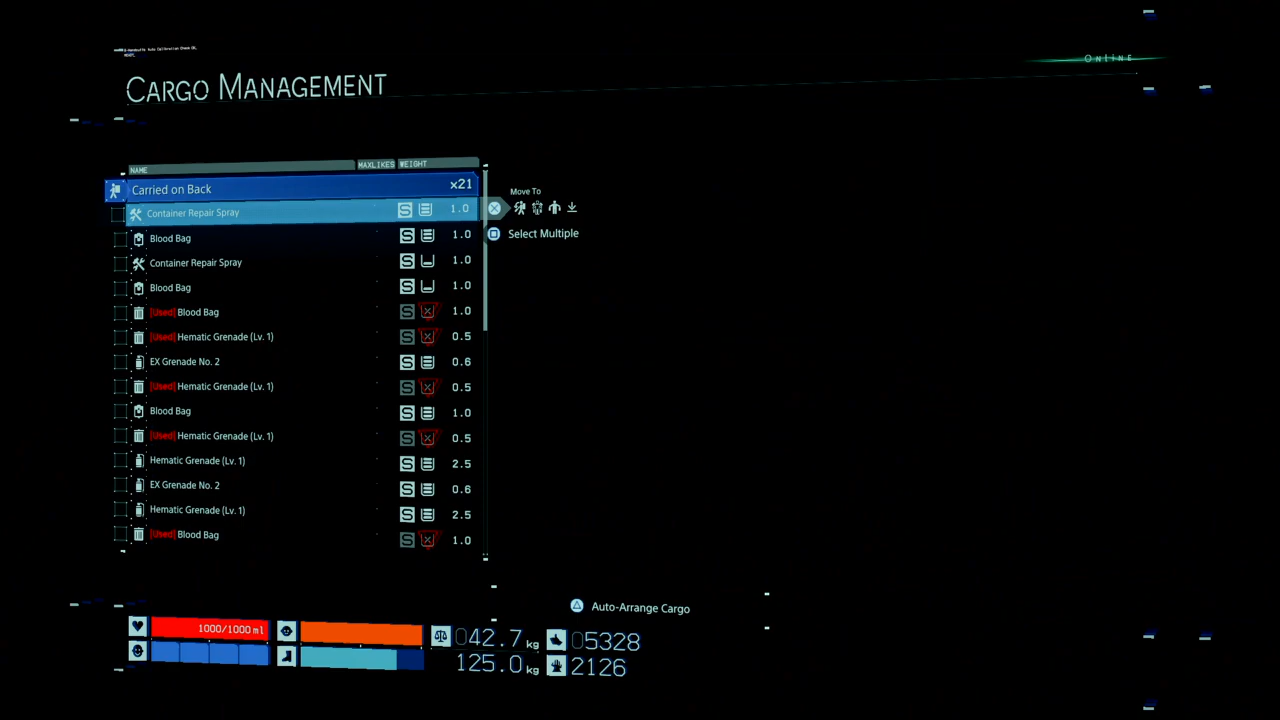 Online
CARGO MANAGEMENT
NAME MAXLIKES WEIGHT
Carried on Back x21
Container Repair Spray S 1.0
Blood Bag S 1.0
Container Repair Spray S 1.0
Blood Bag S 1.0
[Used] Blood Bag S 1.0
[Used] Hematic Grenade (Lv. 1) S 0.5
EX Grenade No. 2 S 0.6
[Used] Hematic Grenade (Lv. 1) S 0.5
Blood Bag S 1.0
[Used] Hematic Grenade (Lv. 1) S 0.5
Hematic Grenade (Lv. 1) S 2.5
EX Grenade No. 2 S 0.6
Hematic Grenade (Lv. 1) S 2.5
[Used] Blood Bag S 1.0
Move To
Select Multiple
Auto-Arrange Cargo
1000/1000 ml
042.7 kg
125.0 kg
05328
2126